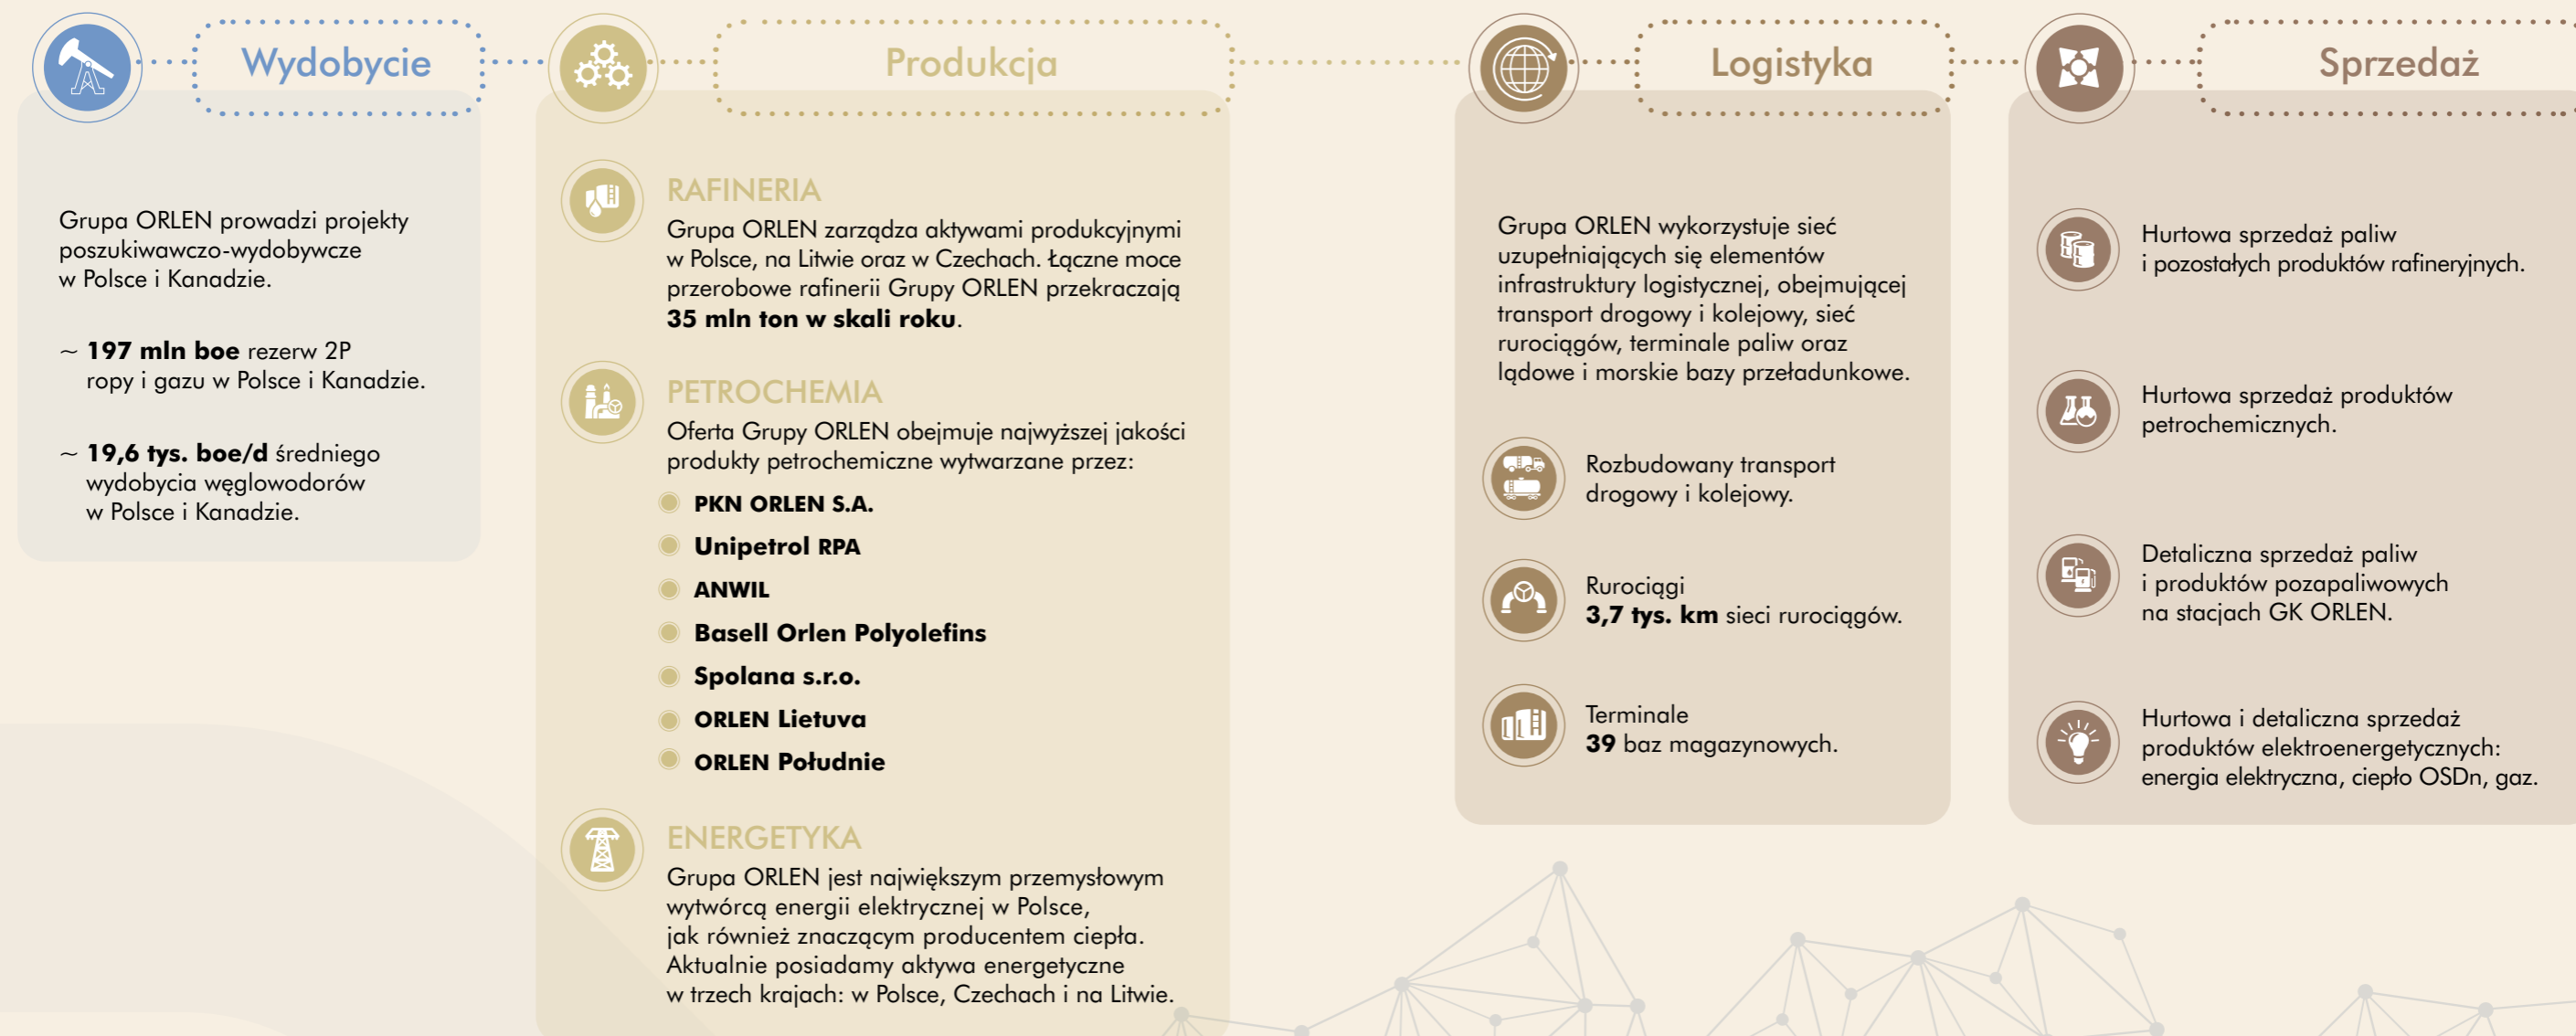 Wydobycie
Grupa ORLEN prowadzi projekty
poszukiwawczo-wydobywcze
w Polsce i Kanadzie.
~ 197 mln boe rezerw 2P
ropy i gazu w Polsce i Kanadzie.
~ 19,6 tys. boe/d średniego
wydobycia węglowodorów
w Polsce i Kanadzie.
Produkcja
RAFINERIA
Grupa ORLEN zarządza aktywami produkcyjnymi
w Polsce, na Litwie oraz w Czechach. Łączne moce
przerobowe rafinerii Grupy ORLEN przekraczają
35 mln ton w skali roku.
PETROCHEMIA
Oferta Grupy ORLEN obejmuje najwyższej jakości
produkty petrochemiczne wytwarzane przez:
PKN ORLEN S.A.
Unipetrol RPA
ANWIL
Basell Orlen Polyolefins
Spolana s.r.o.
ORLEN Lietuva
ORLEN Południe
ENERGETYKA
Grupa ORLEN jest największym przemysłowym
wytwórcą energii elektrycznej w Polsce,
jak również znaczącym producentem ciepła.
Aktualnie posiadamy aktywa energetyczne
w trzech krajach: w Polsce, Czechach i na Litwie.
Logistyka
Grupa ORLEN wykorzystuje sieć
uzupełniających się elementów
infrastruktury logistycznej, obejmującej
transport drogowy i kolejowy, sieć
rurociągów, terminale paliw oraz
lądowe i morskie bazy przeładunkowe.
Rozbudowany transport
drogowy i kolejowy.
Rurociągi
3,7 tys. km sieci rurociągów.
Terminale
39 baz magazynowych.
Sprzedaż
Hurtowa sprzedaż paliw
i pozostałych produktów rafineryjnych.
Hurtowa sprzedaż produktów
petrochemicznych.
Detaliczna sprzedaż paliw
i produktów pozapaliwowych
na stacjach GK ORLEN.
Hurtowa i detaliczna sprzedaż
produktów elektroenergetycznych:
energia elektryczna, ciepło OSDn, gaz.